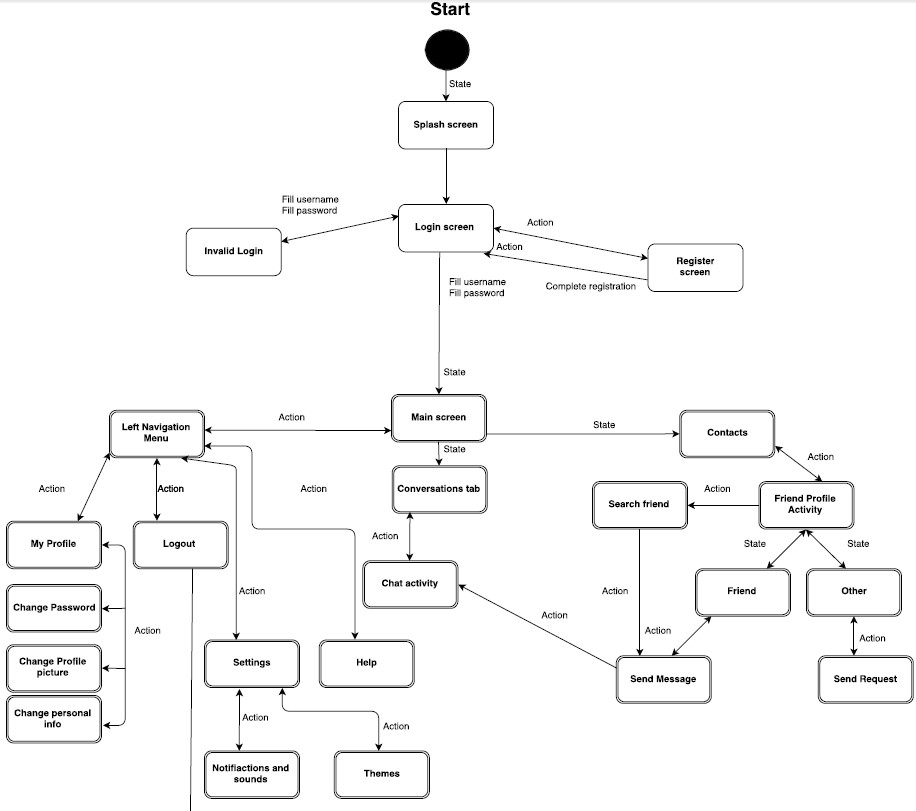 Start
State
Splash screen
Fill username
Fill password
Login screen
Action
Invalid Login
Action
Register
screen
Complete registration
Fill username
Fill password
State
Main screen
Left Navigation
Menu
Action
State
Contacts
State
Action
Conversations tab
Action
Action
Action
Search friend
Action
Friend Profile
Activity
My Profile
Logout
Action
State
State
Chat activity
Friend
Other
Change Password
Action
Action
Action
Action
Action
Action
Change Profile
picture
Settings
Help
Send Message
Send Request
Change personal
info
Action
Action
Notifiactions and
sounds
Themes